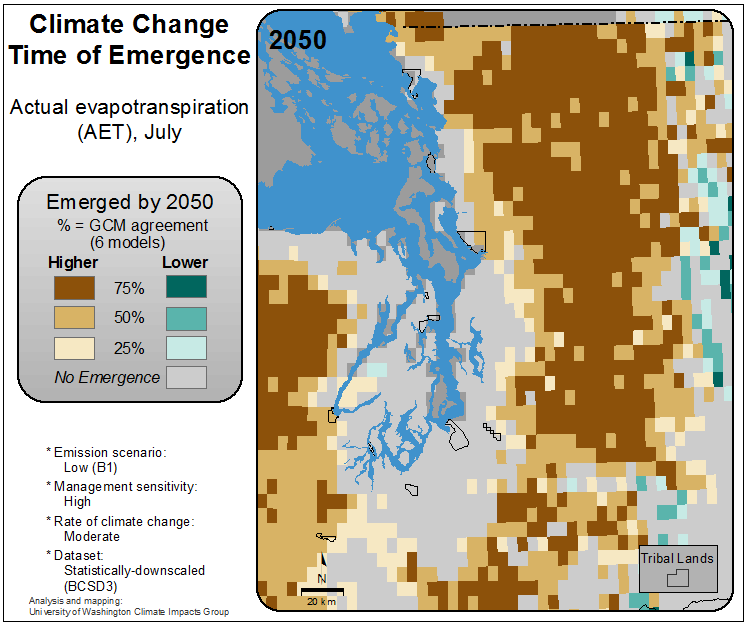 Climate Change
Time of Emergence
Actual evapotranspiration
(AET), July
Emerged by 2050
% = GCM agreement
(6 models)
Higher Lower
75%
50%
25%
No Emergence
* Emission scenario:
Low (B1)
* Management sensitivity:
High
* Rate of climate change:
Moderate
* Dataset:
Statistically-downscaled
(BCSD3)
Analysis and mapping:
University of Washington Climate Impacts Group
2050
N
20 km
Tribal Lands